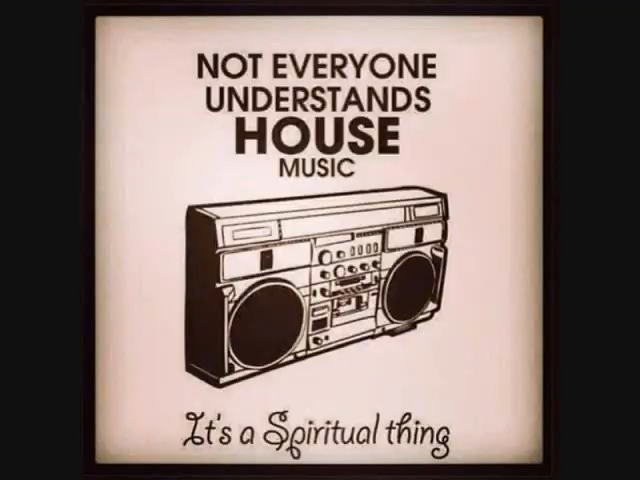 NOT EVERYONE
UNDERSTANDS
HOUSE
MUSIC
It's a Spiritual thing